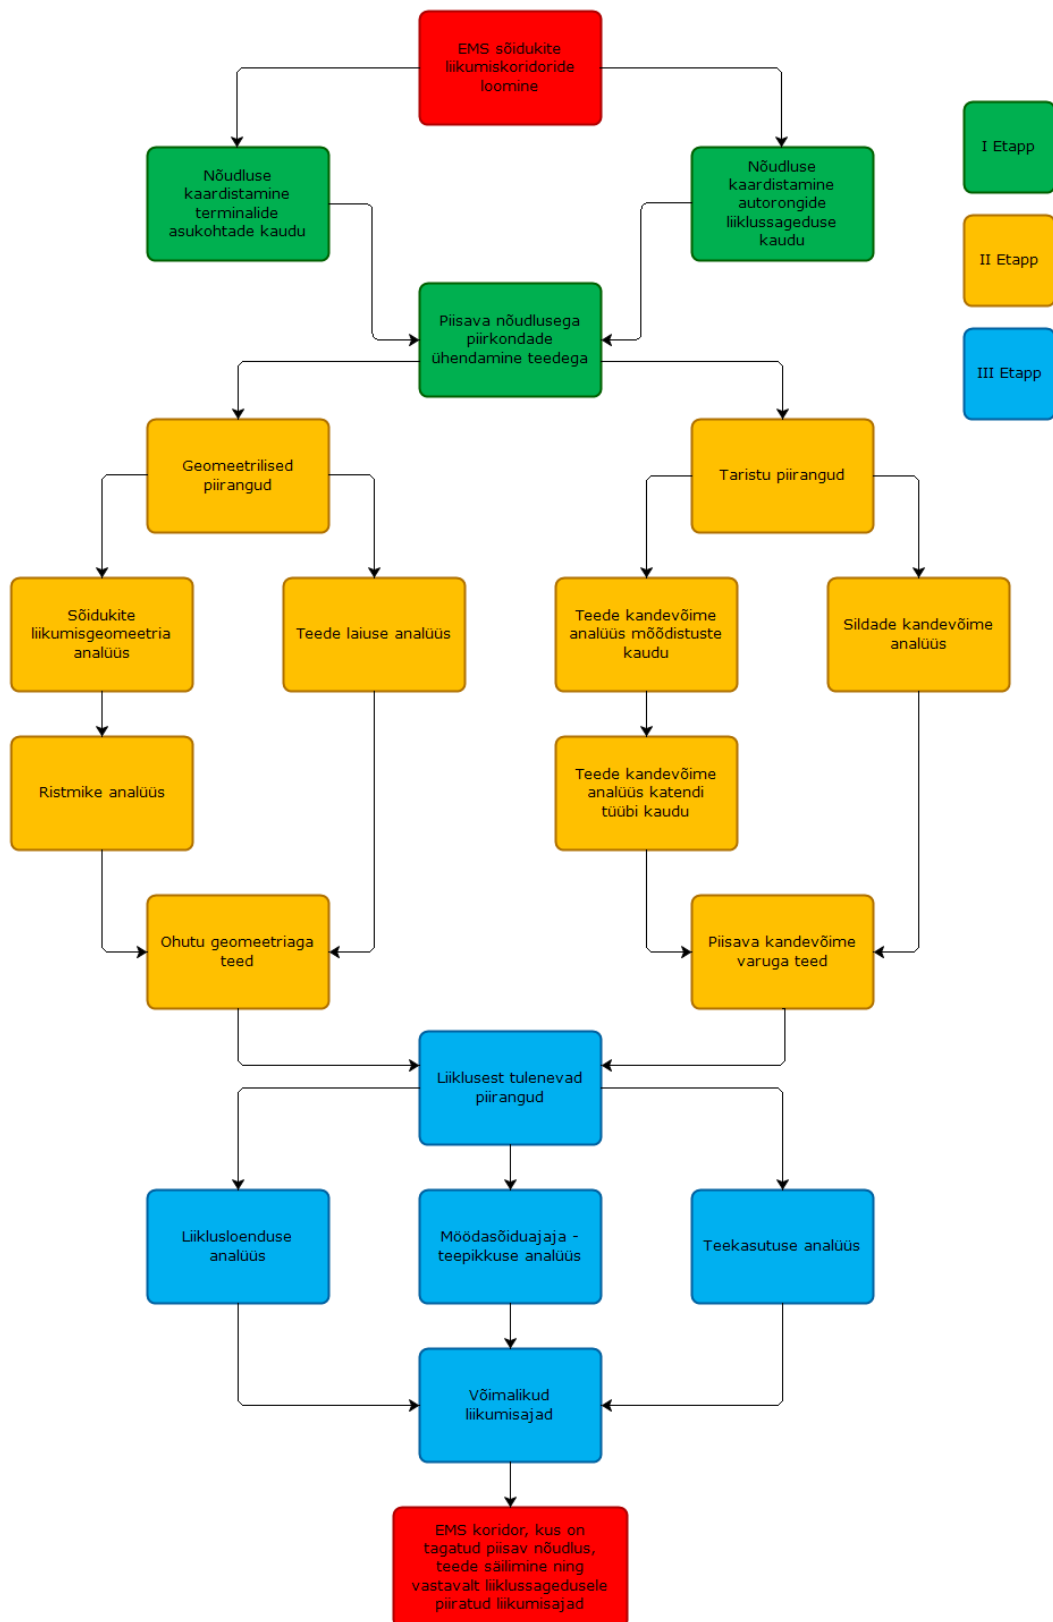 EMS sõidukite
liikumiskoridoride
loomine
I Etapp
Nõudluse
kaardistamine
terminalide
asukohtade kaudu
Nõudluse
kaardistamine
autorongide
liiklussageduse
kaudu
II Etapp
Piisava nõudlusega
piirkondade
ühendamine teedega
III Etapp
Geomeetrilised
piirangud
Taristu piirangud
Sõidukite
liikumisgeomeetria
analüüs
Teede laiuse analüüs
Teede kandevõime
analüüs mõõdistuste
kaudu
Sildade kandevõime
analüüs
Ristmike analüüs
Teede kandevõime
analüüs katendi
tüübi kaudu
Ohutu geomeetriaga
teed
Piisava kandevõime
varuga teed
Liiklusest tulenevad
piirangud
Liiklusloenduse
analüüs
Möödasõiduajaja -
teepikkuse analüüs
Teekasutuse analüüs
Võimalikud
liikumisajad
EMS koridor, kus on
tagatud piisav nõudlus,
teede säilimine ning
vastavalt liiklussagedusele
piiratud liikumisajad